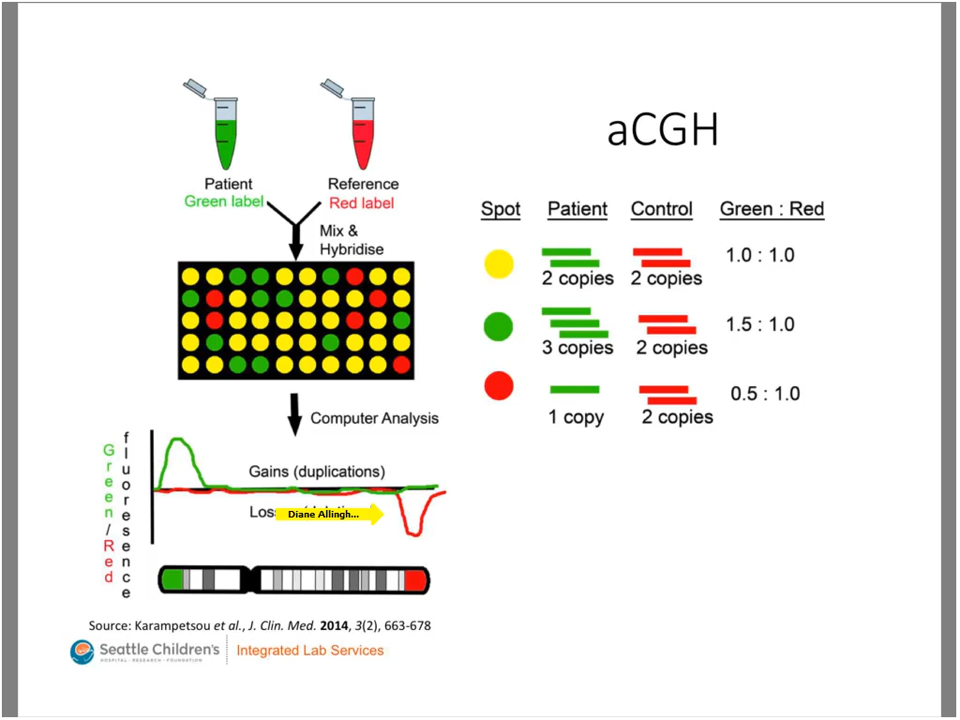 aCGH
Patient
Green label
Reference
Red label
Mix &
Hybridise
Computer Analysis
Green/Red
fluoresence
Gains (duplications)
Diane Allingh...
Spot Patient Control Green : Red
2 copies 2 copies 1.0 : 1.0
3 copies 2 copies 1.5 : 1.0
1 copy 2 copies 0.5 : 1.0
Source: Karampetsou et al., J. Clin. Med. 2014, 3(2), 663-678
Seattle Children's
HOSPITAL • RESEARCH • FOUNDATION
Integrated Lab Services